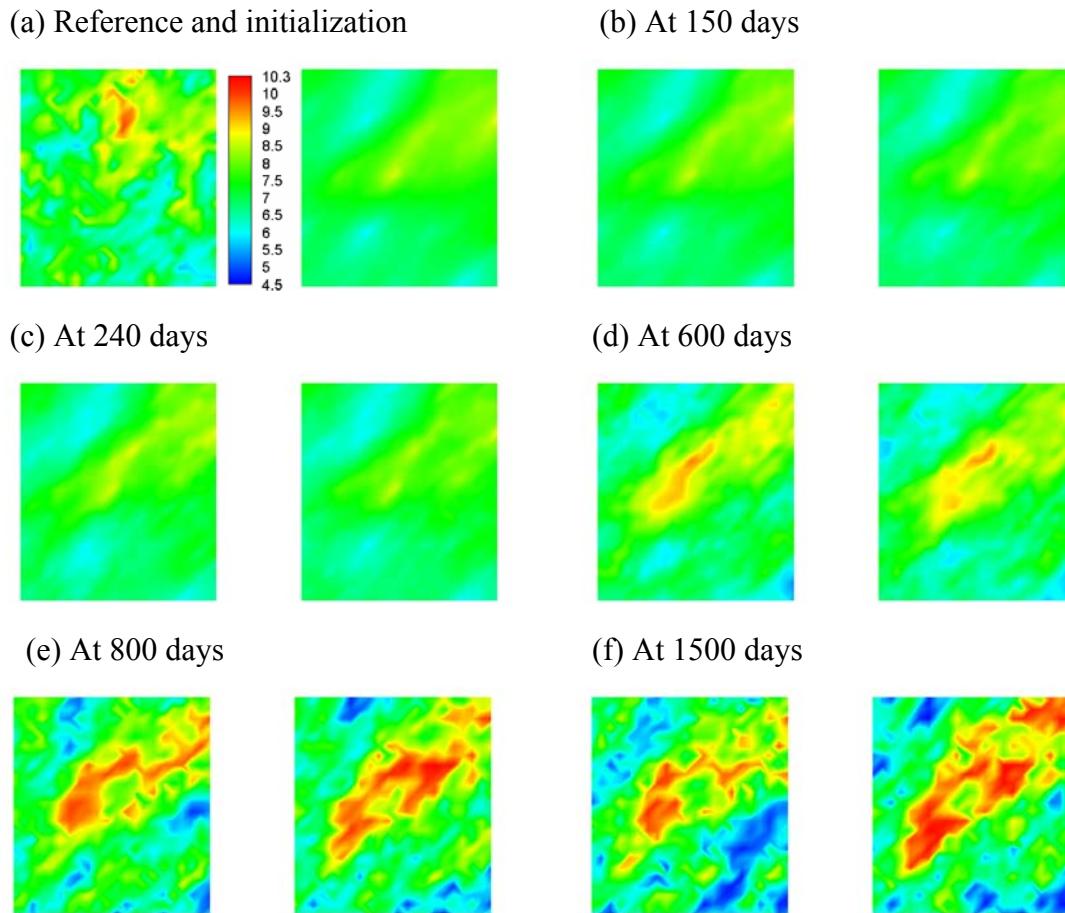 (a) Reference and initialization
(b) At 150 days
10.3
10
9.5
9
8.5
8
7.5
7
6.5
6
5.5
5
4.5
(c) At 240 days
(d) At 600 days
(e) At 800 days
(f) At 1500 days